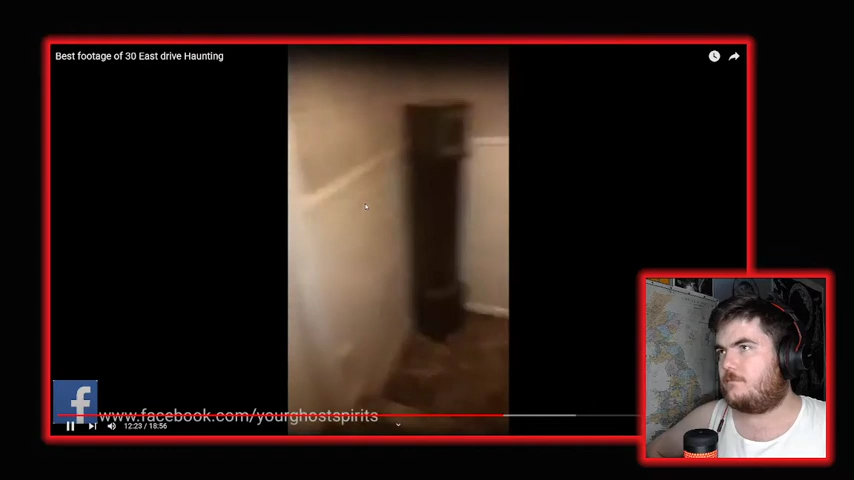 Best footage of 30 East drive Haunting
www.facebook.com/yourghostspirits
12:23 / 18:56